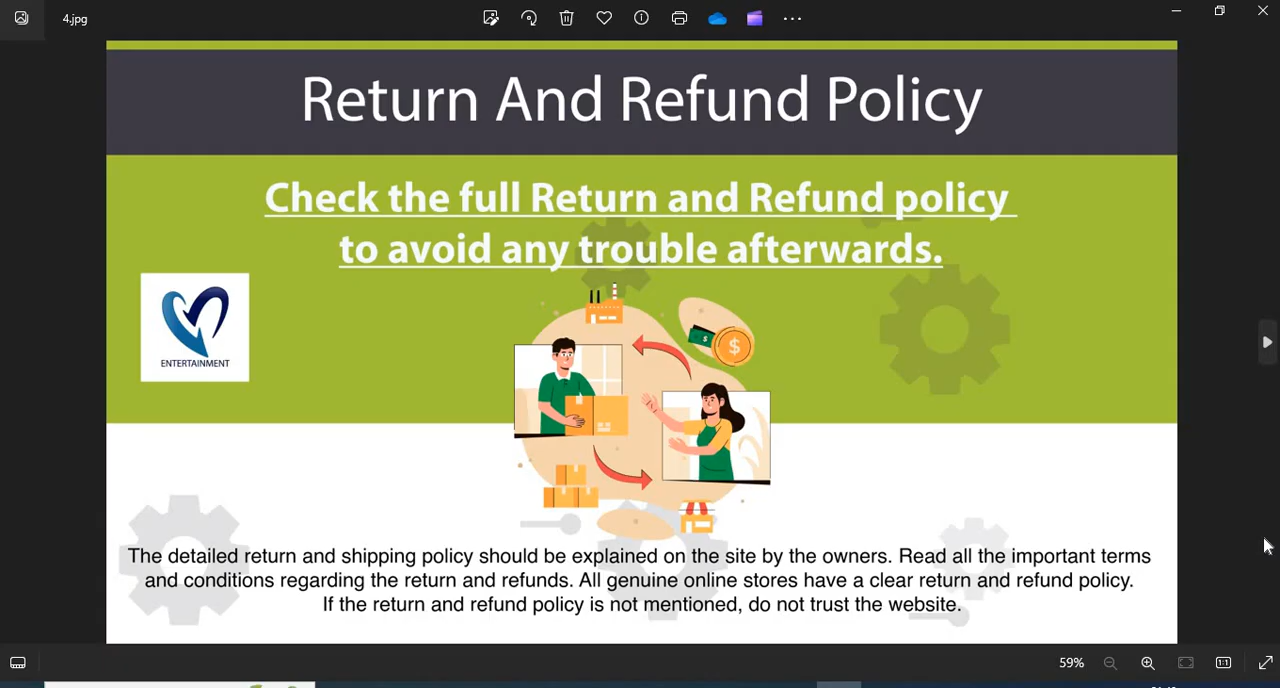 4.jpg
Return And Refund Policy
Check the full Return and Refund policy
to avoid any trouble afterwards.
ENTERTAINMENT
$
$
The detailed return and shipping policy should be explained on the site by the owners. Read all the important terms
and conditions regarding the return and refunds. All genuine online stores have a clear return and refund policy.
If the return and refund policy is not mentioned, do not trust the website.
59%
1:1